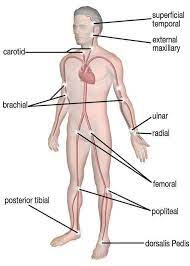 superficial
temporal
external
maxillary
carotid
brachial
ulnar
radial
femoral
posterior tibial
popliteal
dorsalis Pedis